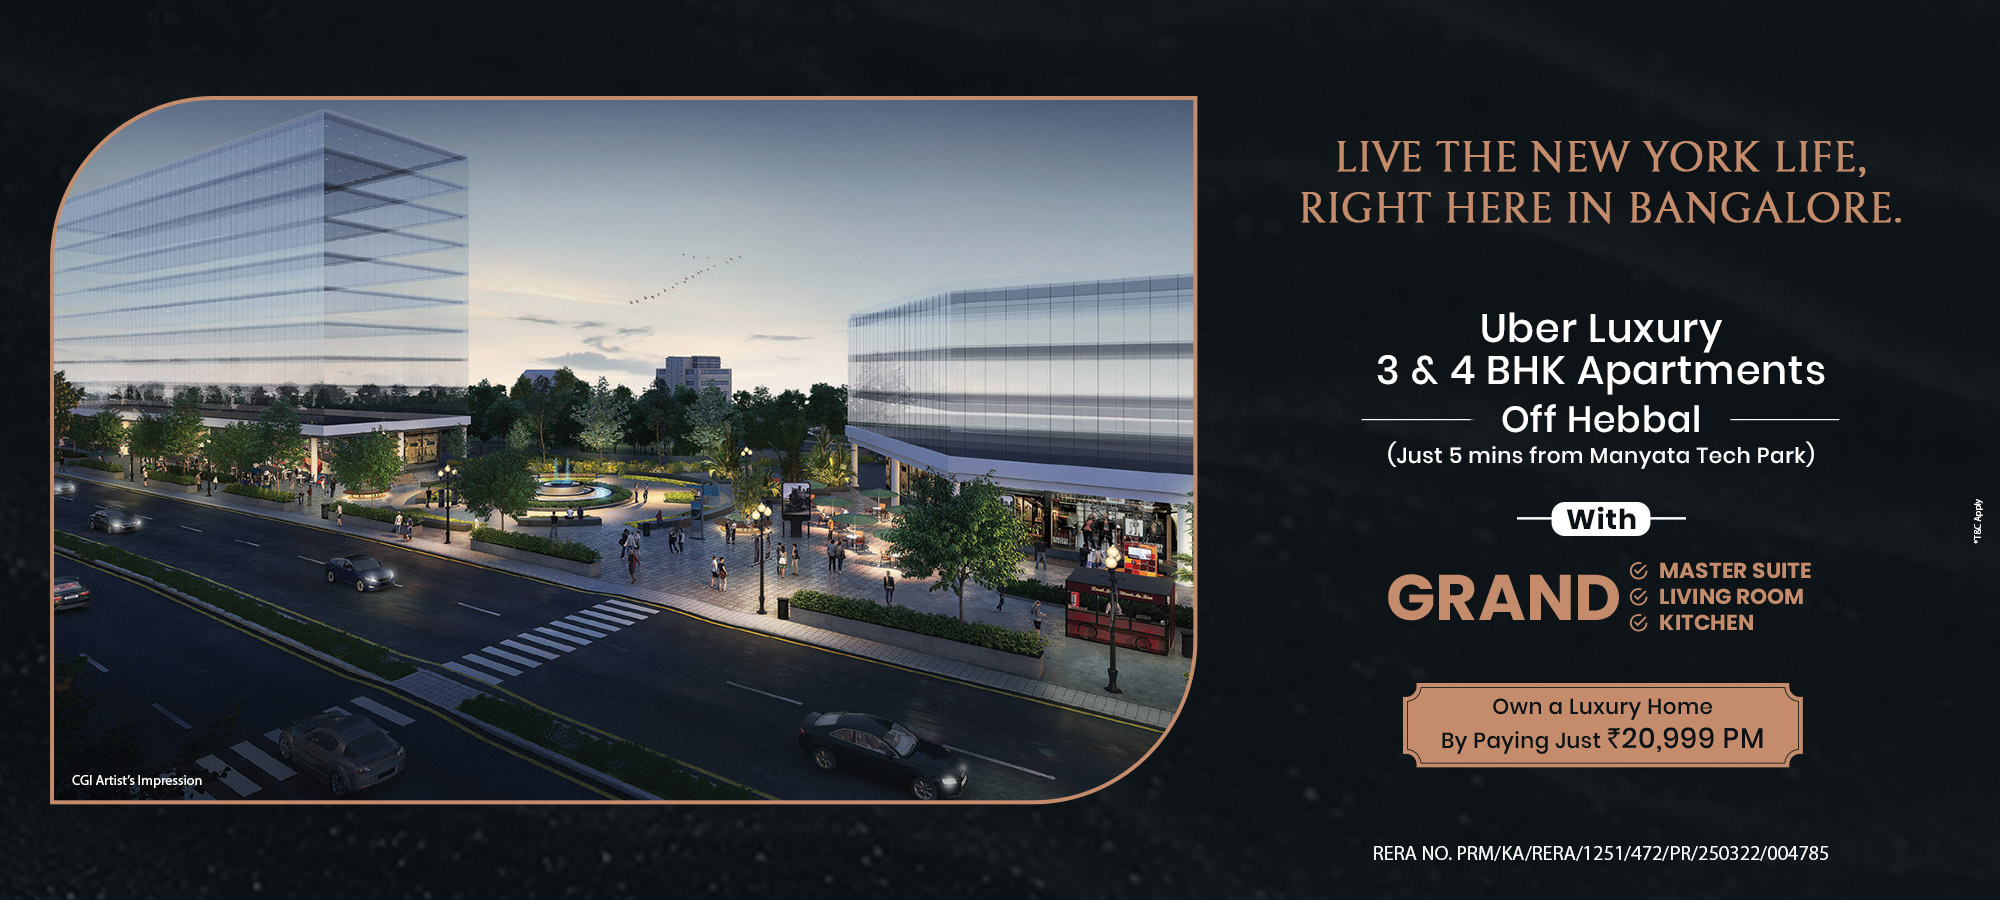 LIVE THE NEW YORK LIFE,
RIGHT HERE IN BANGALORE.
Uber Luxury
3 & 4 BHK Apartments
Off Hebbal
(Just 5 mins from Manyata Tech Park)
With
GRAND
MASTER SUITE
LIVING ROOM
KITCHEN
Own a Luxury Home
By Paying Just ₹20,999 PM
RERA NO. PRM/KA/RERA/1251/472/PR/250322/004785
*T&C Apply
CGI Artist's Impression